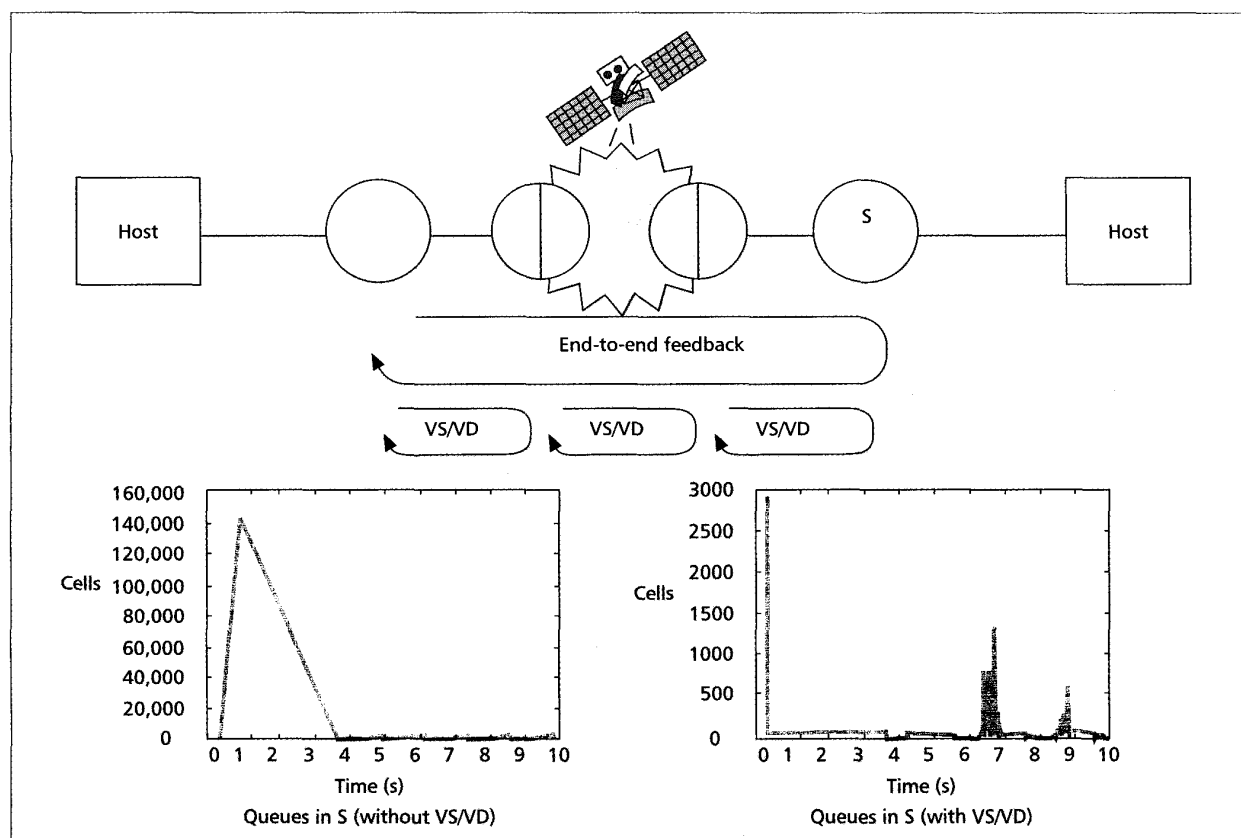 Host
S
Host
End-to-end feedback
VS/VD
VS/VD
VS/VD
160,000
140,000
120,000
100,000
80,000
60,000
40,000
20,000
0
Cells
0 1 2 3 4 5 6 7 8 9 10
Time (s)
Queues in S (without VS/VD)
3000
2500
2000
1500
1000
500
0
Cells
0 1 2 3 4 5 6 7 8 9 10
Time (s)
Queues in S (with VS/VD)